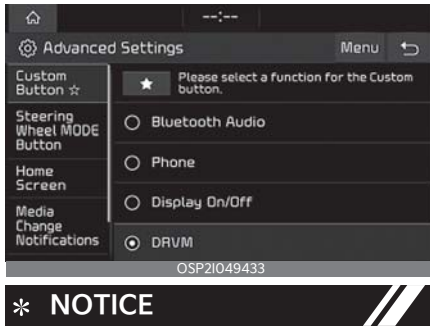 --:--
Advanced Settings Menu
Custom
Button ☆
★ Please select a function for the Custom
button.
Steering
Wheel MODE
Button
Bluetooth Audio
Home
Screen
Phone
Media
Change
Notifications
Display On/Off
DRVM
OSP2I049433
* NOTICE